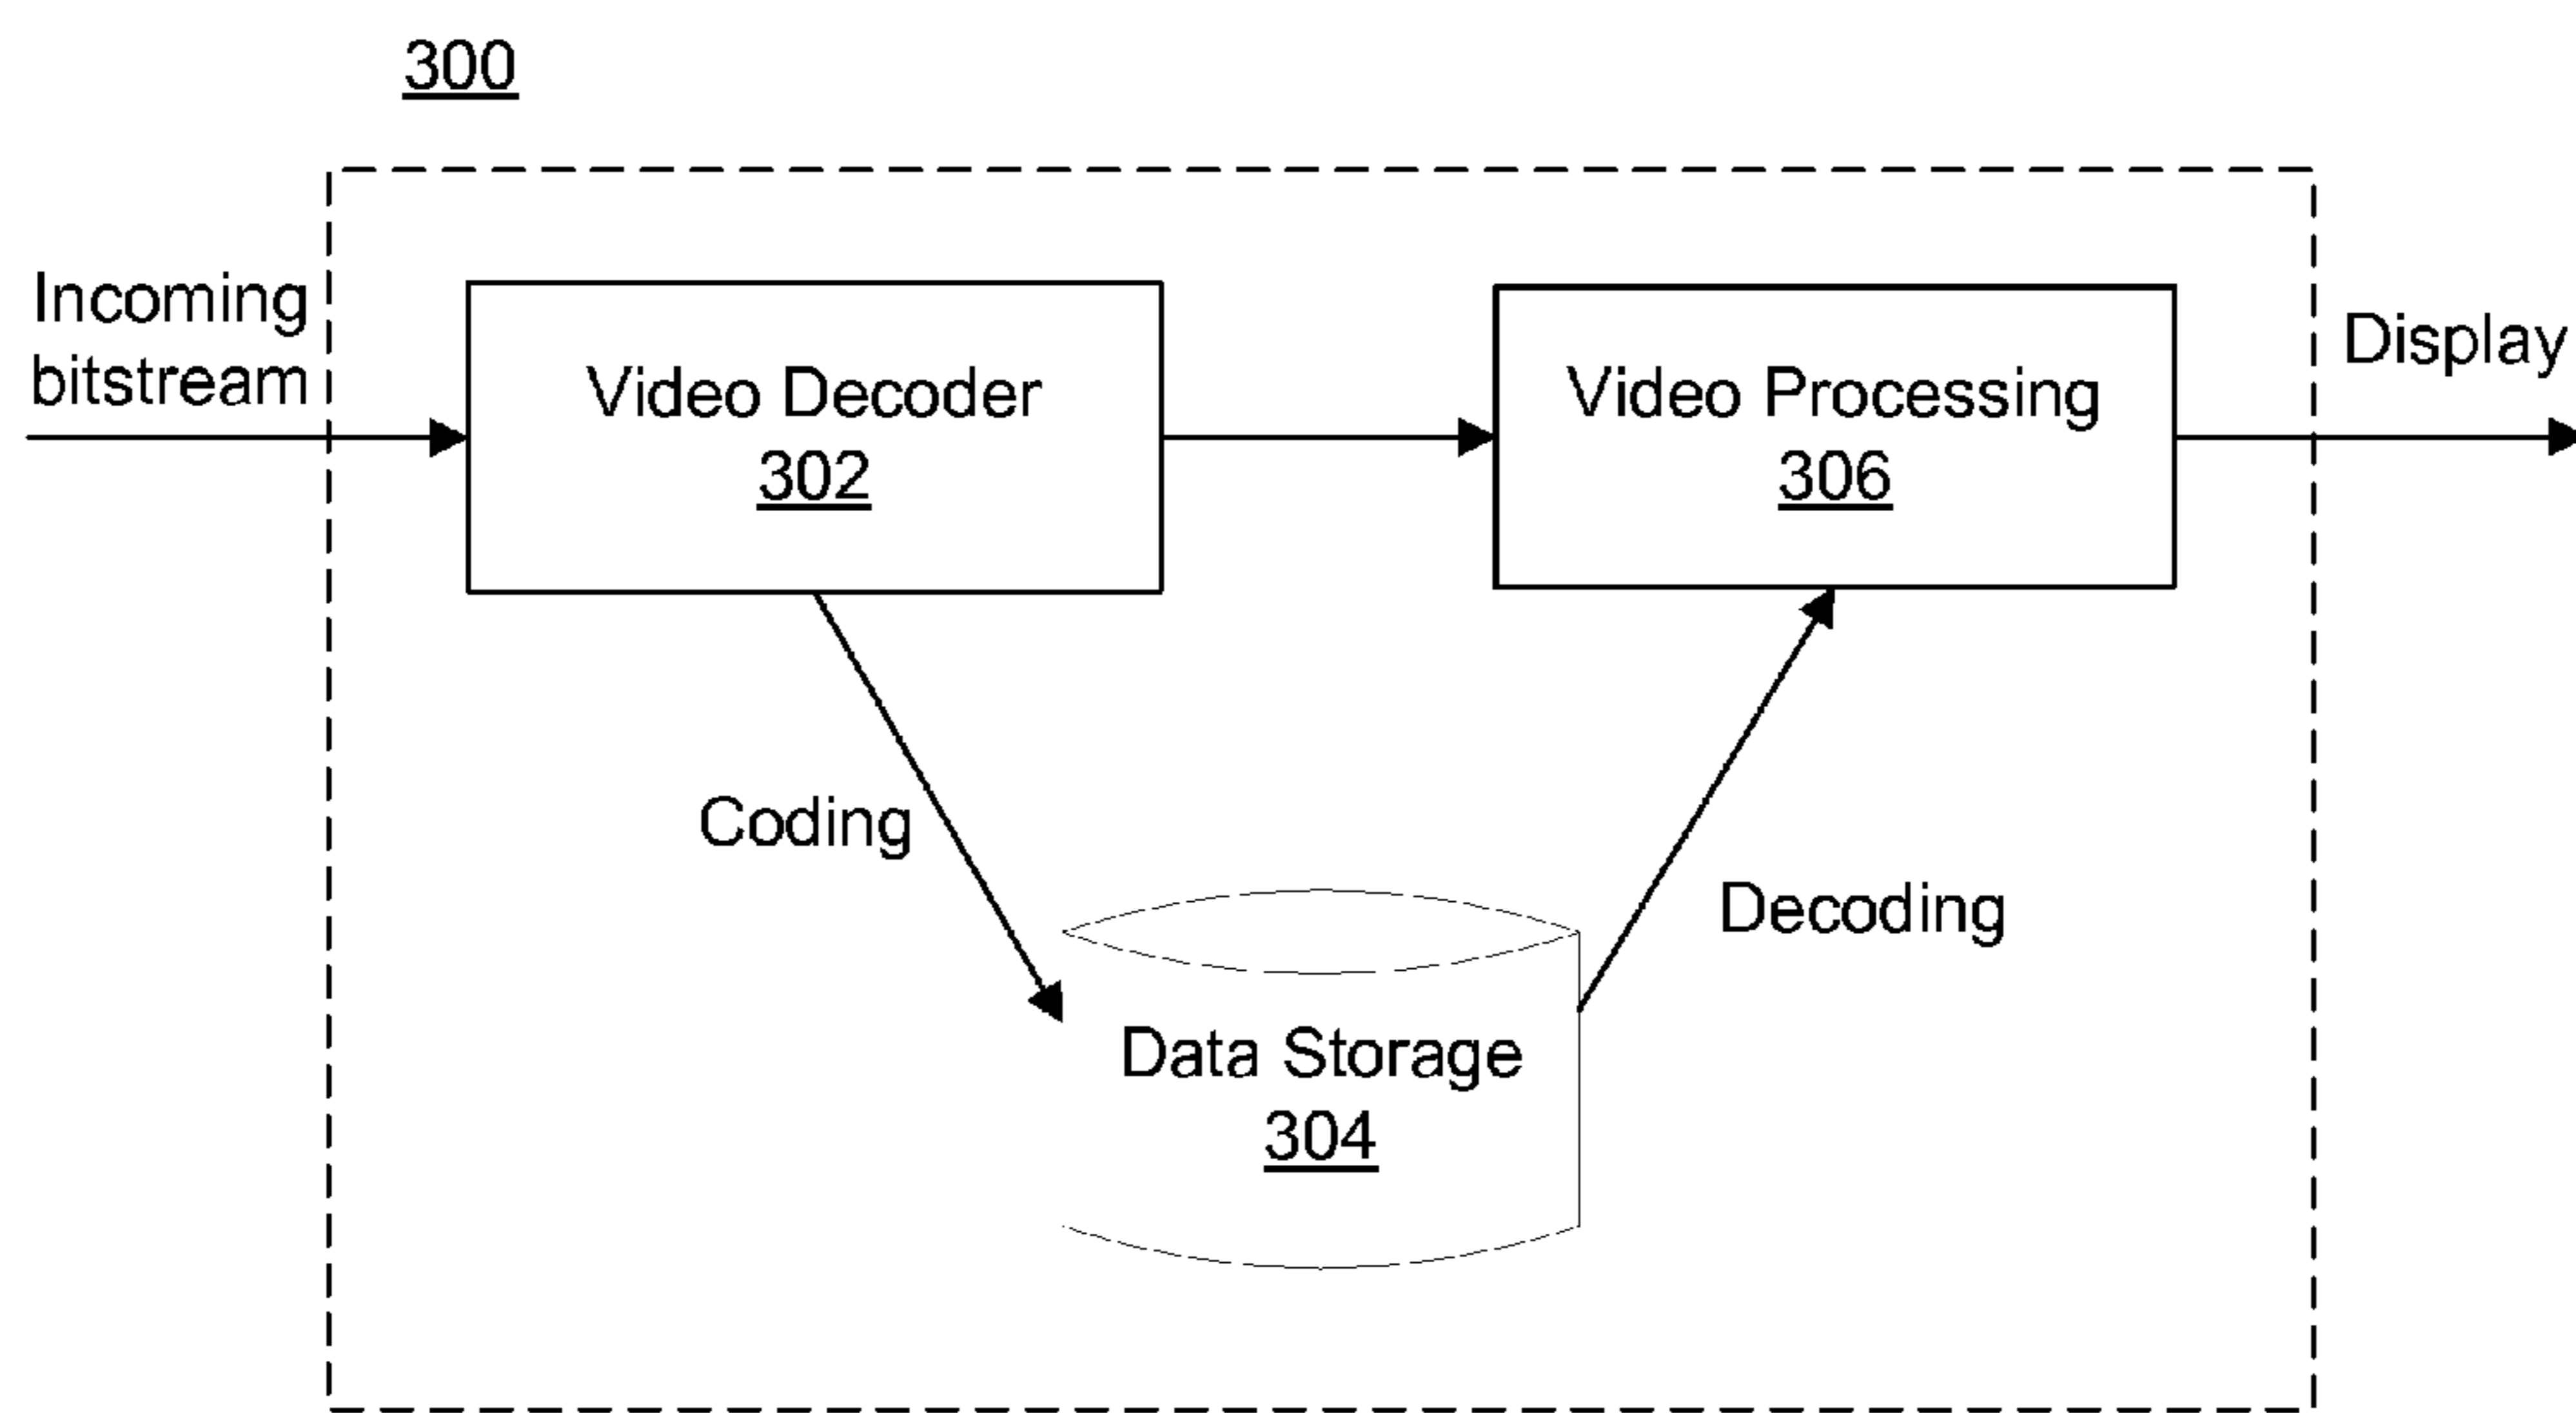 300
Incoming
bitstream
Video Decoder
302
Video Processing
306
Display
Coding
Decoding
Data Storage
304